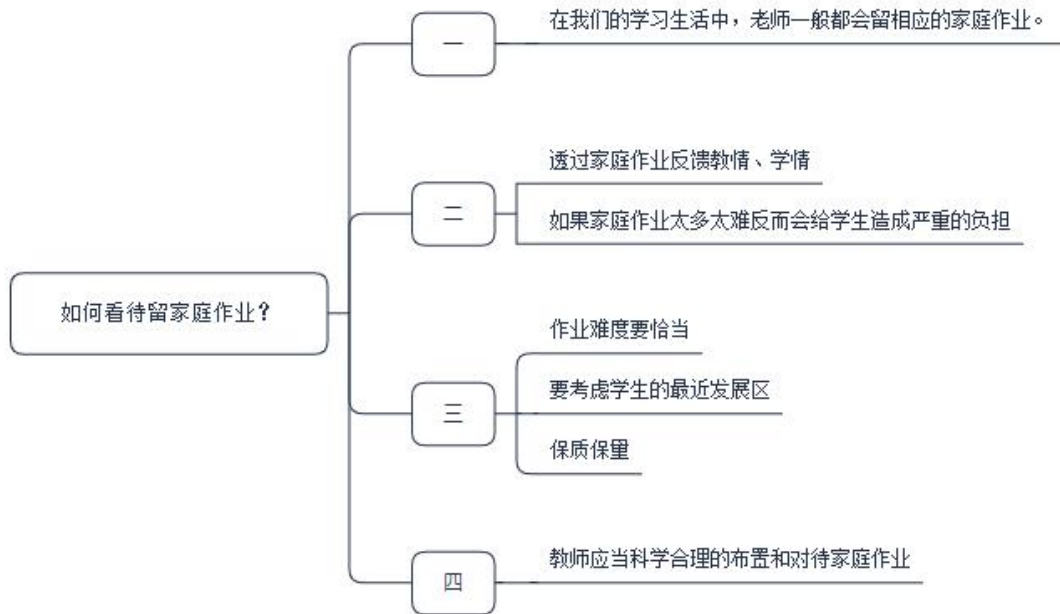 如何看待留家庭作业?
一
在我们的学习生活中，老师一般都会留相应的家庭作业。
二
透过家庭作业反馈教情、学情
如果家庭作业太多太难反而会给学生造成严重的负担
三
作业难度要恰当
要考虑学生的最近发展区
保质保量
四
教师应当科学合理的布置和对待家庭作业